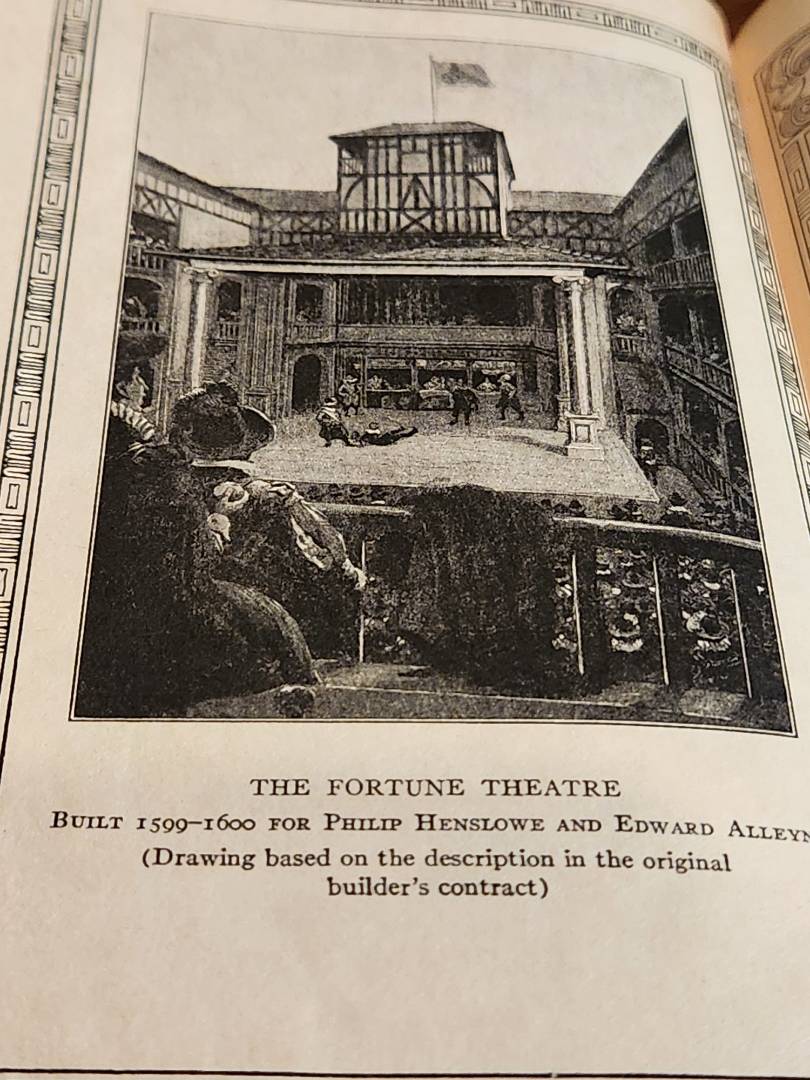 THE FORTUNE THEATRE
BUILT 1599–1600 FOR PHILIP HENSLOWE AND EDWARD ALLEYN
(Drawing based on the description in the original
builder's contract)